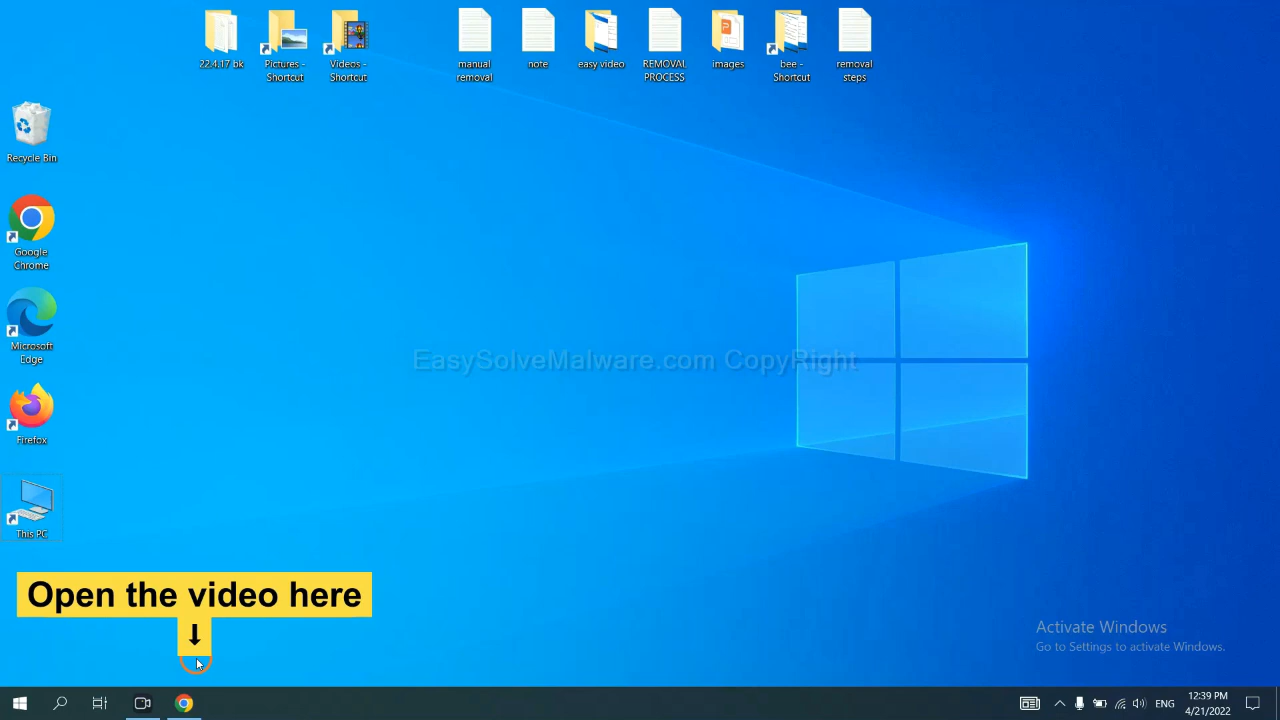 22.4.17 bk
Pictures -
Shortcut
Videos -
Shortcut
manual
removal
note
easy video
REMOVAL
PROCESS
images
bee -
Shortcut
removal
steps
Recycle Bin
Google
Chrome
Microsoft
Edge
Firefox
This PC
EasySolveMalware.com CopyRight
Open the video here
Activate Windows
Go to Settings to activate Windows.
ENG
12:39 PM
4/21/2022